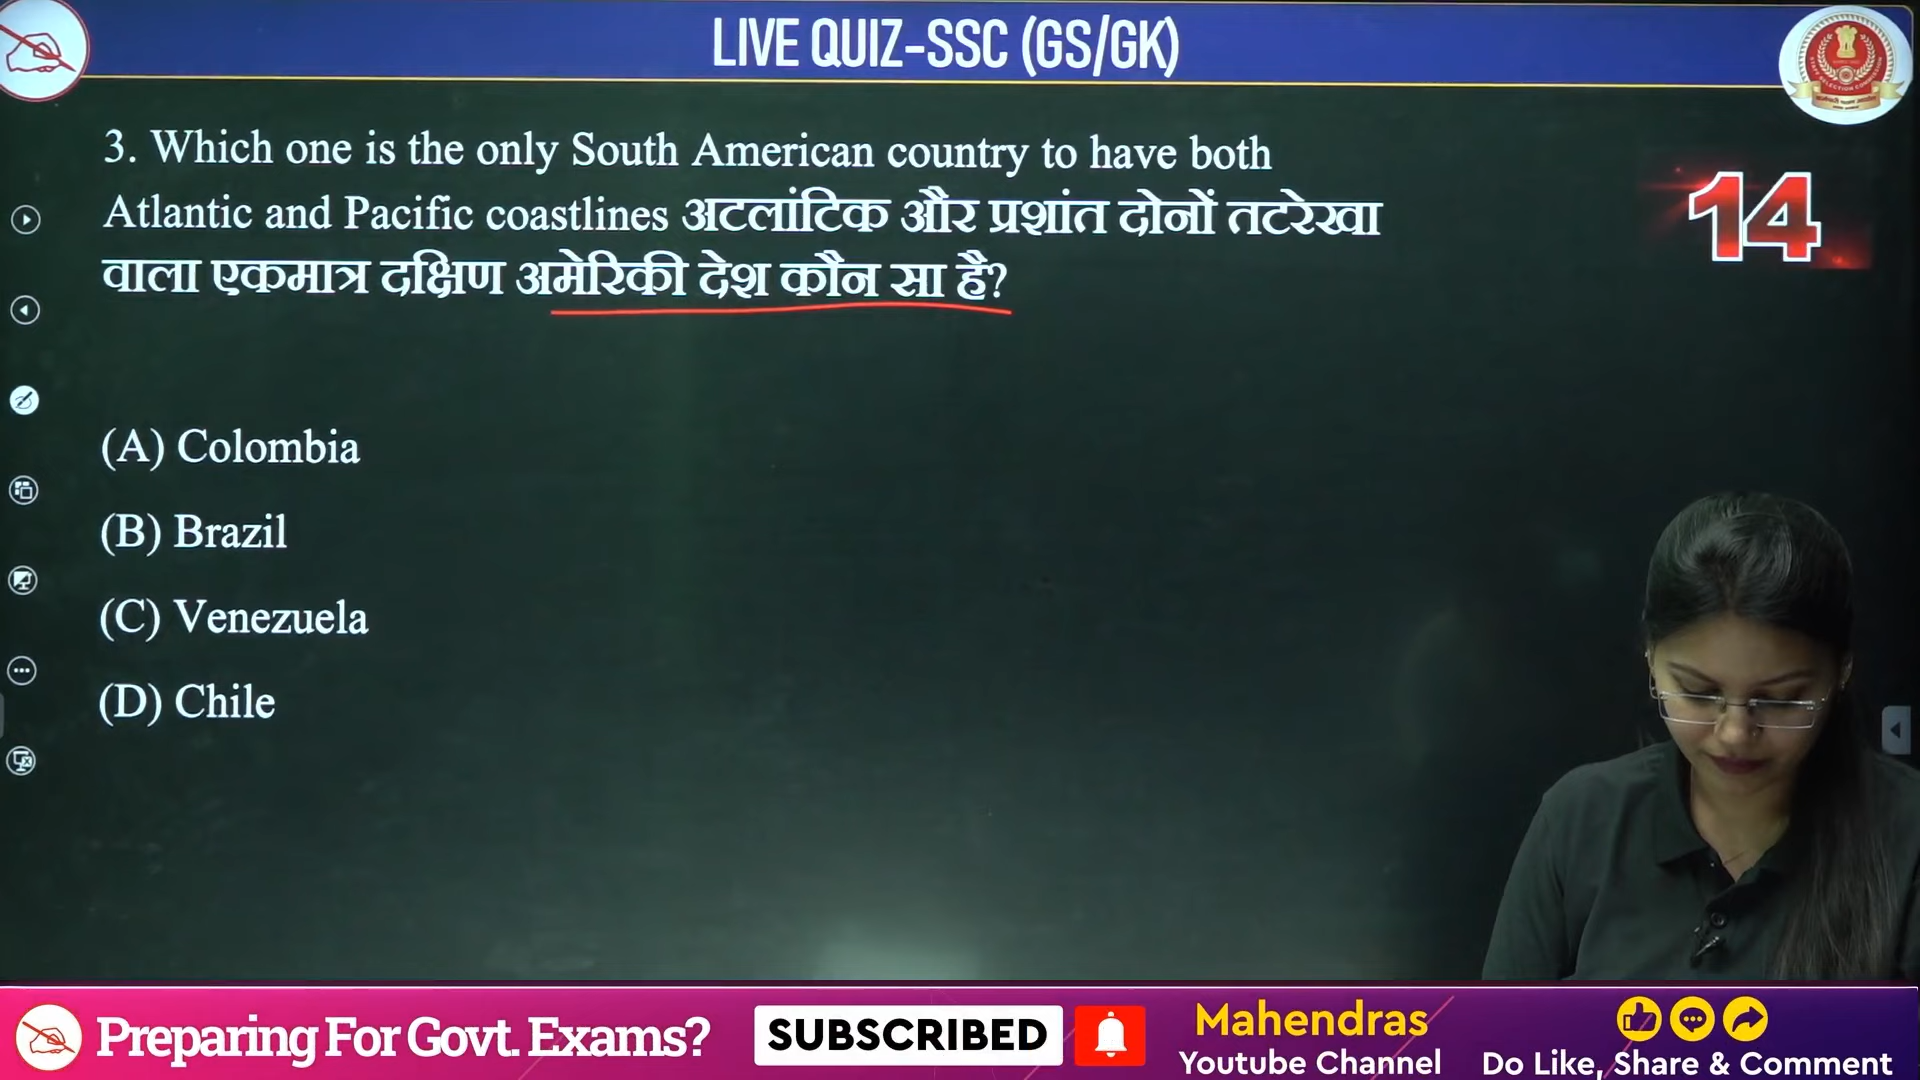 LIVE QUIZ-SSC (GS/GK)
3. Which one is the only South American country to have both
Atlantic and Pacific coastlines अटलांटिक और प्रशांत दोनों तटरेखा
वाला एकमात्र दक्षिण अमेरिकी देश कौन सा है?
14
(A) Colombia
(B) Brazil
(C) Venezuela
(D) Chile
Preparing For Govt. Exams?
SUBSCRIBED
Mahendras
Youtube Channel
Do Like, Share & Comment